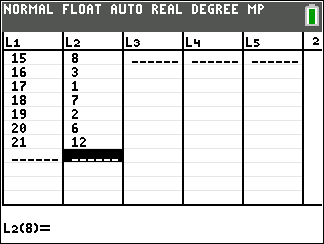 NORMAL FLOAT AUTO REAL DEGREE MP
L1 L2 L3 L4 L5 2
15 8 ------ ------ ------
16 3
17 1
18 7
19 2
20 6
21 12
------ ------
L2(8)=